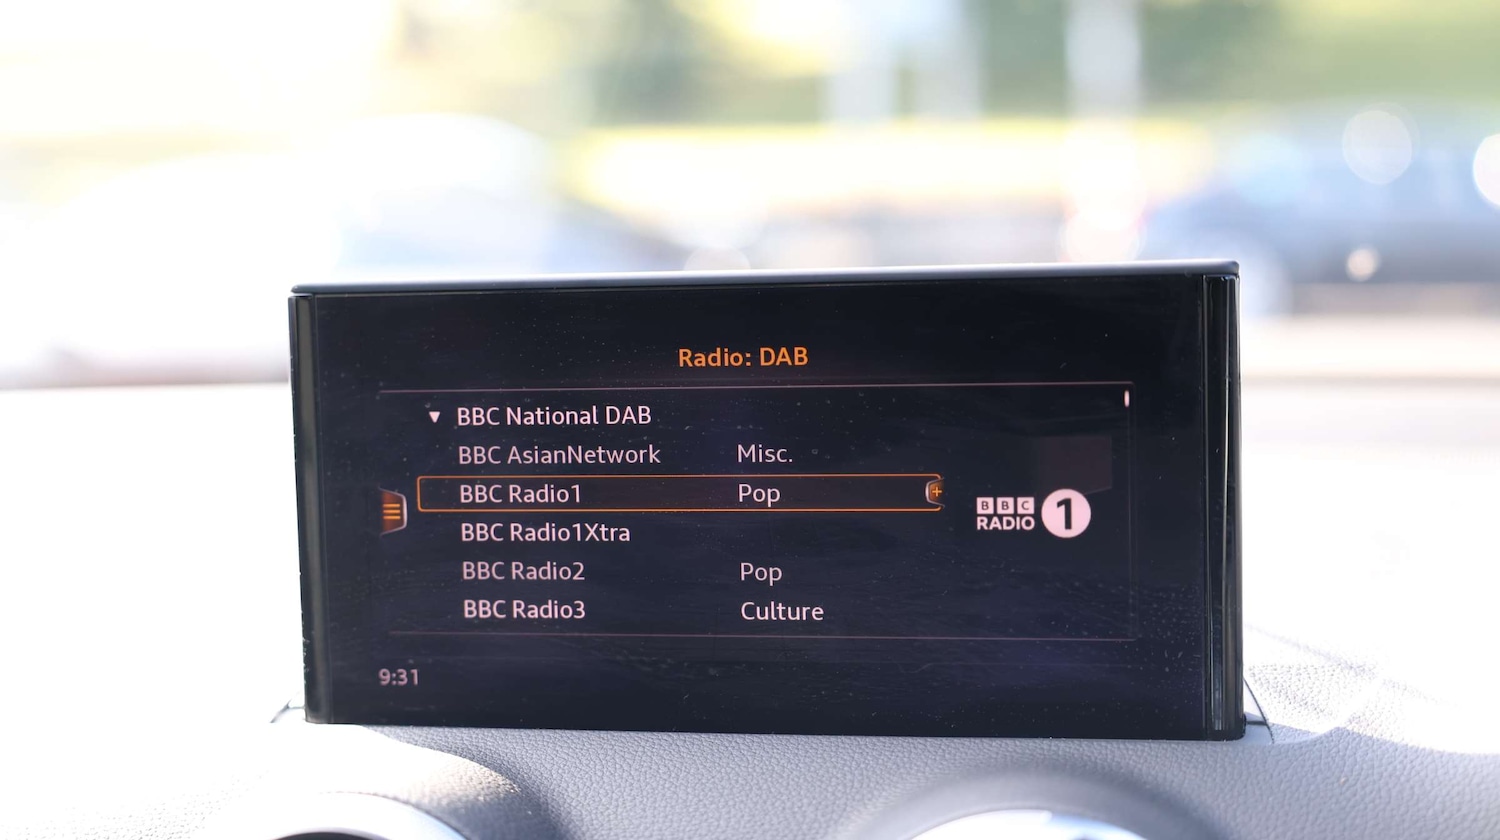 Radio: DAB
▼ BBC National DAB
BBC AsianNetwork Misc.
BBC Radio1 Pop
BBC Radio1Xtra
BBC Radio2 Pop
BBC Radio3 Culture
BBC
RADIO 1
9:31